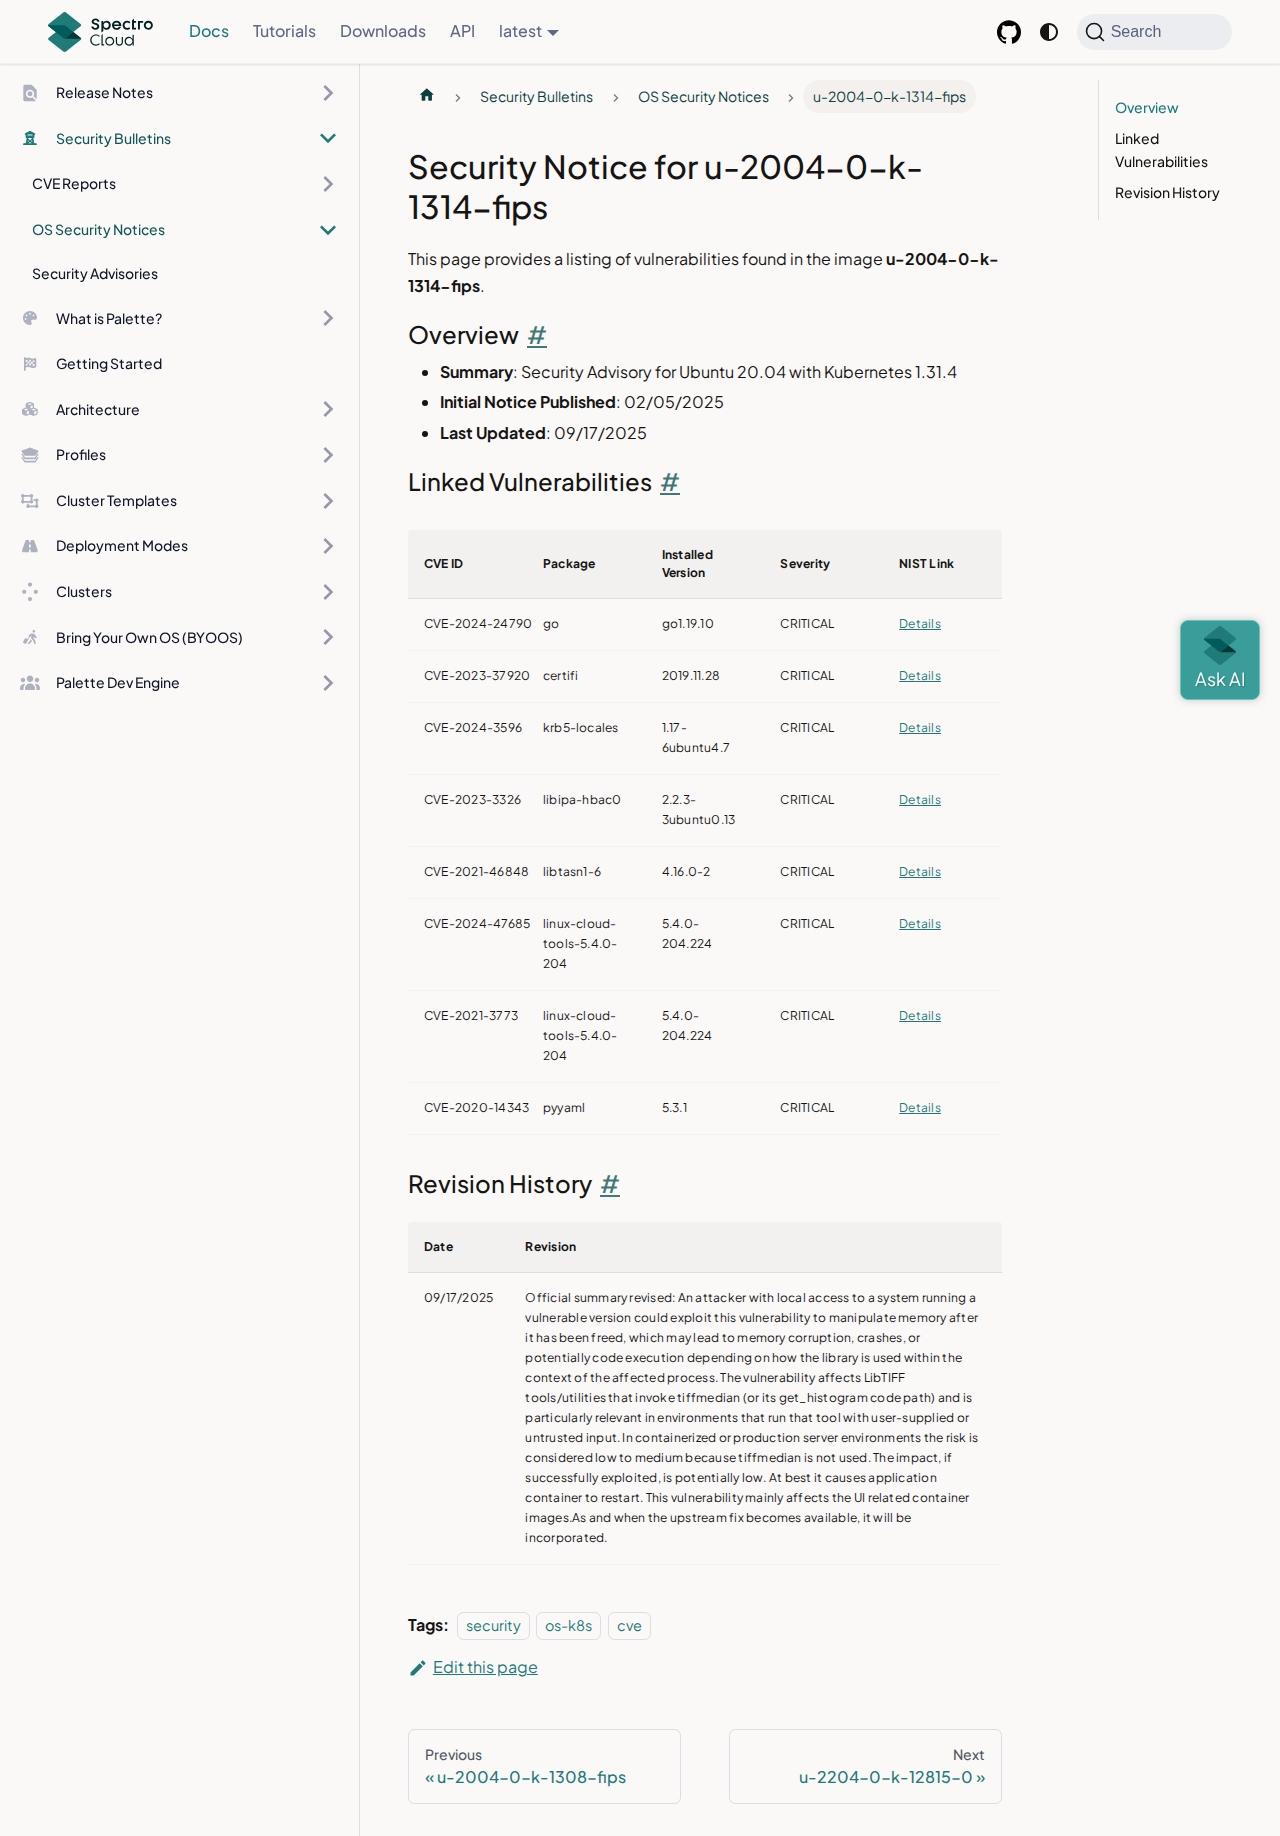 Spectro Cloud
Docs
Tutorials
Downloads
API
latest
Search
Release Notes
Security Bulletins
CVE Reports
OS Security Notices
Security Advisories
What is Palette?
Getting Started
Architecture
Profiles
Cluster Templates
Deployment Modes
Clusters
Bring Your Own OS (BYOOS)
Palette Dev Engine
Security Bulletins
OS Security Notices
u-2004-0-k-1314-fips
Security Notice for u-2004-0-k-
1314-fips
This page provides a listing of vulnerabilities found in the image u-2004-0-k-
1314-fips.
Overview #
Summary: Security Advisory for Ubuntu 20.04 with Kubernetes 1.31.4
Initial Notice Published: 02/05/2025
Last Updated: 09/17/2025
Linked Vulnerabilities #
CVE ID Package Installed Version Severity NIST Link
CVE-2024-24790 go go1.19.10 CRITICAL Details
CVE-2023-37920 certifi 2019.11.28 CRITICAL Details
CVE-2024-3596 krb5-locales 1.17-
6ubuntu4.7 CRITICAL Details
CVE-2023-3326 libipa-hbac0 2.2.3-
3ubuntu0.13 CRITICAL Details
CVE-2021-46848 libtasn1-6 4.16.0-2 CRITICAL Details
CVE-2024-47685 linux-cloud-
tools-5.4.0-
204 5.4.0-
204.224 CRITICAL Details
CVE-2021-3773 linux-cloud-
tools-5.4.0-
204 5.4.0-
204.224 CRITICAL Details
CVE-2020-14343 pyyaml 5.3.1 CRITICAL Details
Revision History #
Date Revision
09/17/2025 Official summary revised: An attacker with local access to a system running a
vulnerable version could exploit this vulnerability to manipulate memory after
it has been freed, which may lead to memory corruption, crashes, or
potentially code execution depending on how the library is used within the
context of the affected process. The vulnerability affects LibTIFF
tools/utilities that invoke tiffmedian (or its get_histogram code path) and is
particularly relevant in environments that run that tool with user-supplied or
untrusted input. In containerized or production server environments the risk is
considered low to medium because tiffmedian is not used. The impact, if
successfully exploited, is potentially low. At best it causes application
container to restart. This vulnerability mainly affects the UI related container
images.As and when the upstream fix becomes available, it will be
incorporated.
Tags: security os-k8s cve
Edit this page
Previous
« u-2004-0-k-1308-fips
Next
u-2204-0-k-12815-0 »
Overview
Linked
Vulnerabilities
Revision History
Ask AI